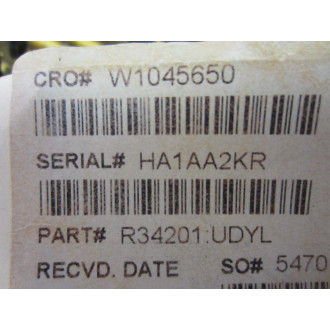 CRO# W1045650
SERIAL# HA1AA2KR
PART# R34201:UDYL
RECVD. DATE SO# 5470